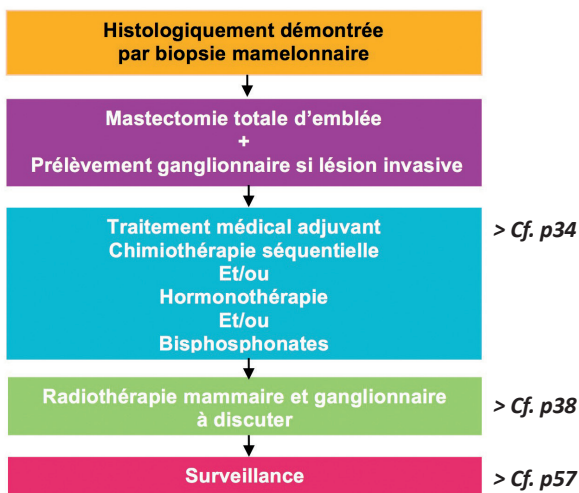 Histologiquement démontrée
par biopsie mamelonnaire
Mastectomie totale d'emblée
+
Prélèvement ganglionnaire si lésion invasive
Traitement médical adjuvant
Chimiothérapie séquentielle
Et/ou
Hormonothérapie
Et/ou
Bisphosphonates
> Cf. p34
Radiothérapie mammaire et ganglionnaire
à discuter
> Cf. p38
Surveillance
> Cf. p57